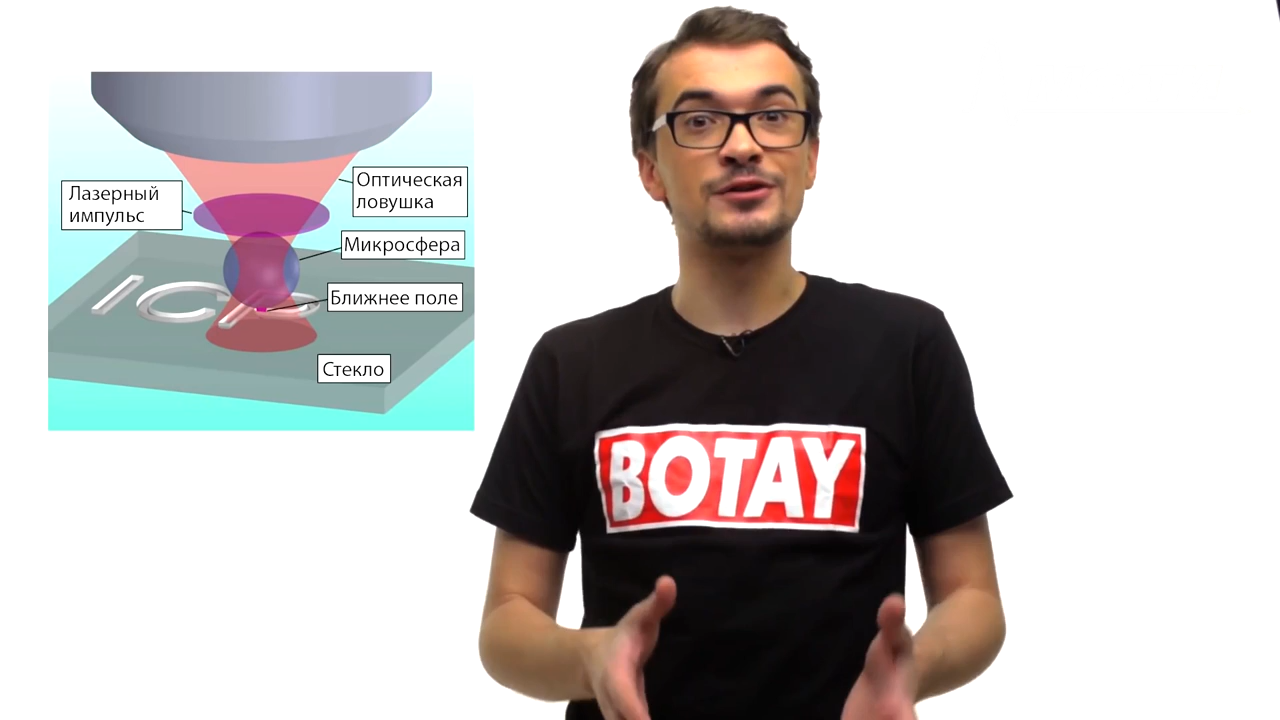 Лазерный
импульс
Оптическая
ловушка
Микросфера
Ближнее поле
Стекло
BOTAY